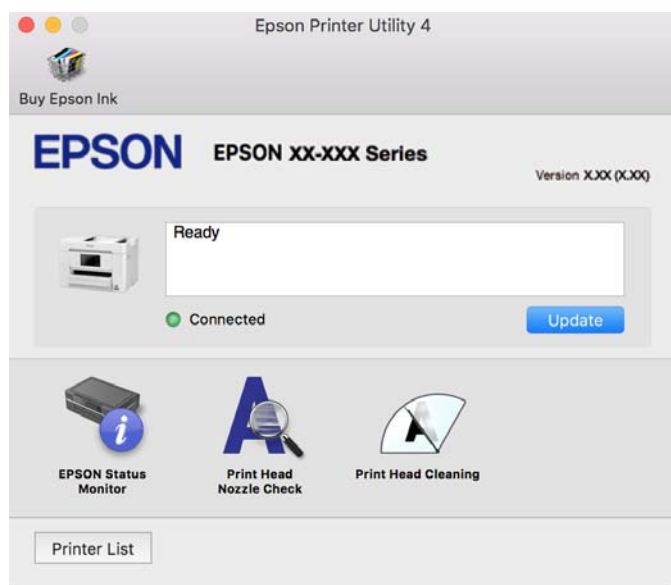 Epson Printer Utility 4
Buy Epson Ink
EPSON
EPSON XX-XXX Series
Version X.XX (X.XX)
Ready
Connected
Update
EPSON Status
Monitor
Print Head
Nozzle Check
Print Head Cleaning
Printer List